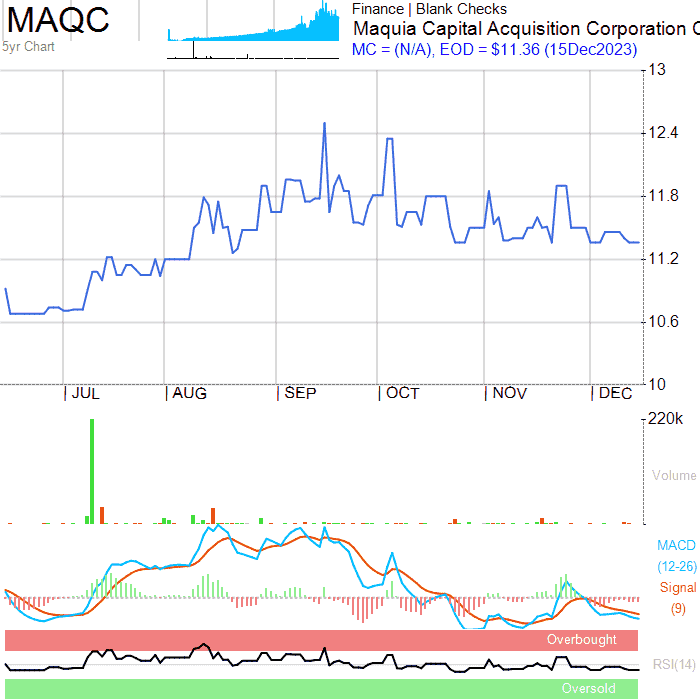 MAQC
5yr Chart
Finance | Blank Checks
Maquia Capital Acquisition Corporation C
MC = (N/A), EOD = $11.36 (15Dec2023)
13
12.4
11.8
11.2
10.6
10
JUL
AUG
SEP
OCT
NOV
DEC
220k
Volume
MACD
(12-26)
Signal
(9)
Overbought
RSI(14)
Oversold